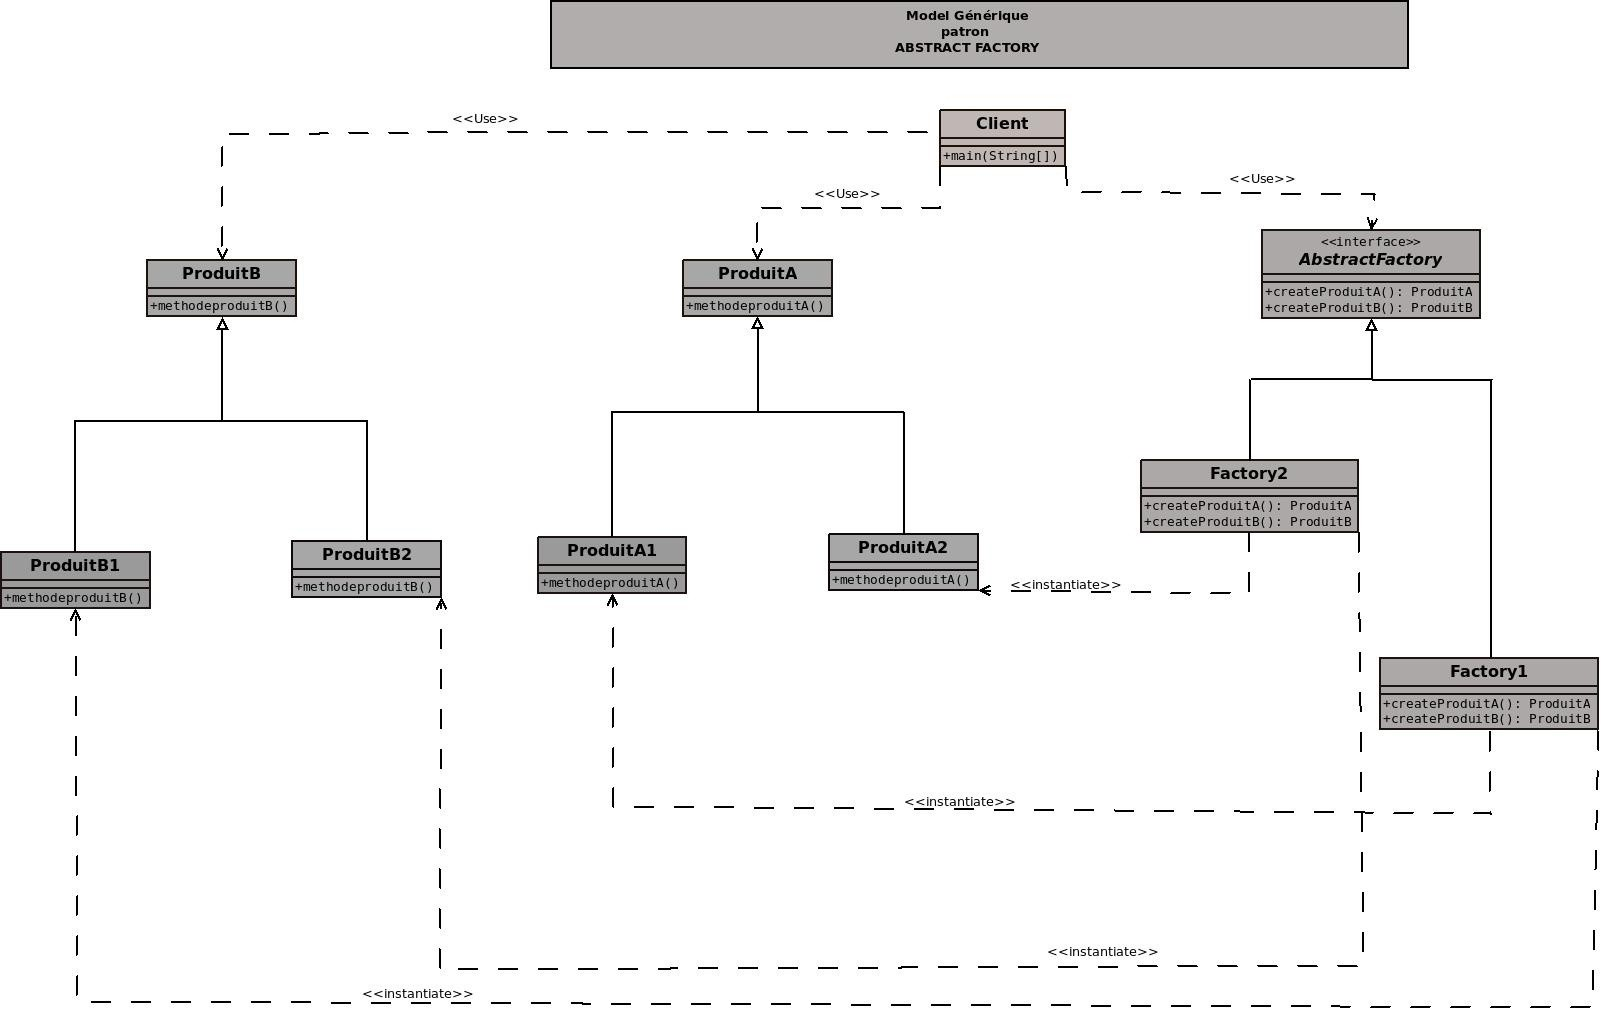 Model Générique
patron
ABSTRACT FACTORY
<<Use>>
Client
+main(String[])
<<Use>>
<<Use>>
ProduitB
+methodeproduitB()
ProduitA
+methodeproduitA()
<<interface>>
AbstractFactory
+createProduitA(): ProduitA
+createProduitB(): ProduitB
Factory2
+createProduitA(): ProduitA
+createProduitB(): ProduitB
ProduitB1
+methodeproduitB()
ProduitB2
+methodeproduitB()
ProduitA1
+methodeproduitA()
ProduitA2
+methodeproduitA()
<<instantiate>>
Factory1
+createProduitA(): ProduitA
+createProduitB(): ProduitB
<<instantiate>>
<<instantiate>>
<<instantiate>>